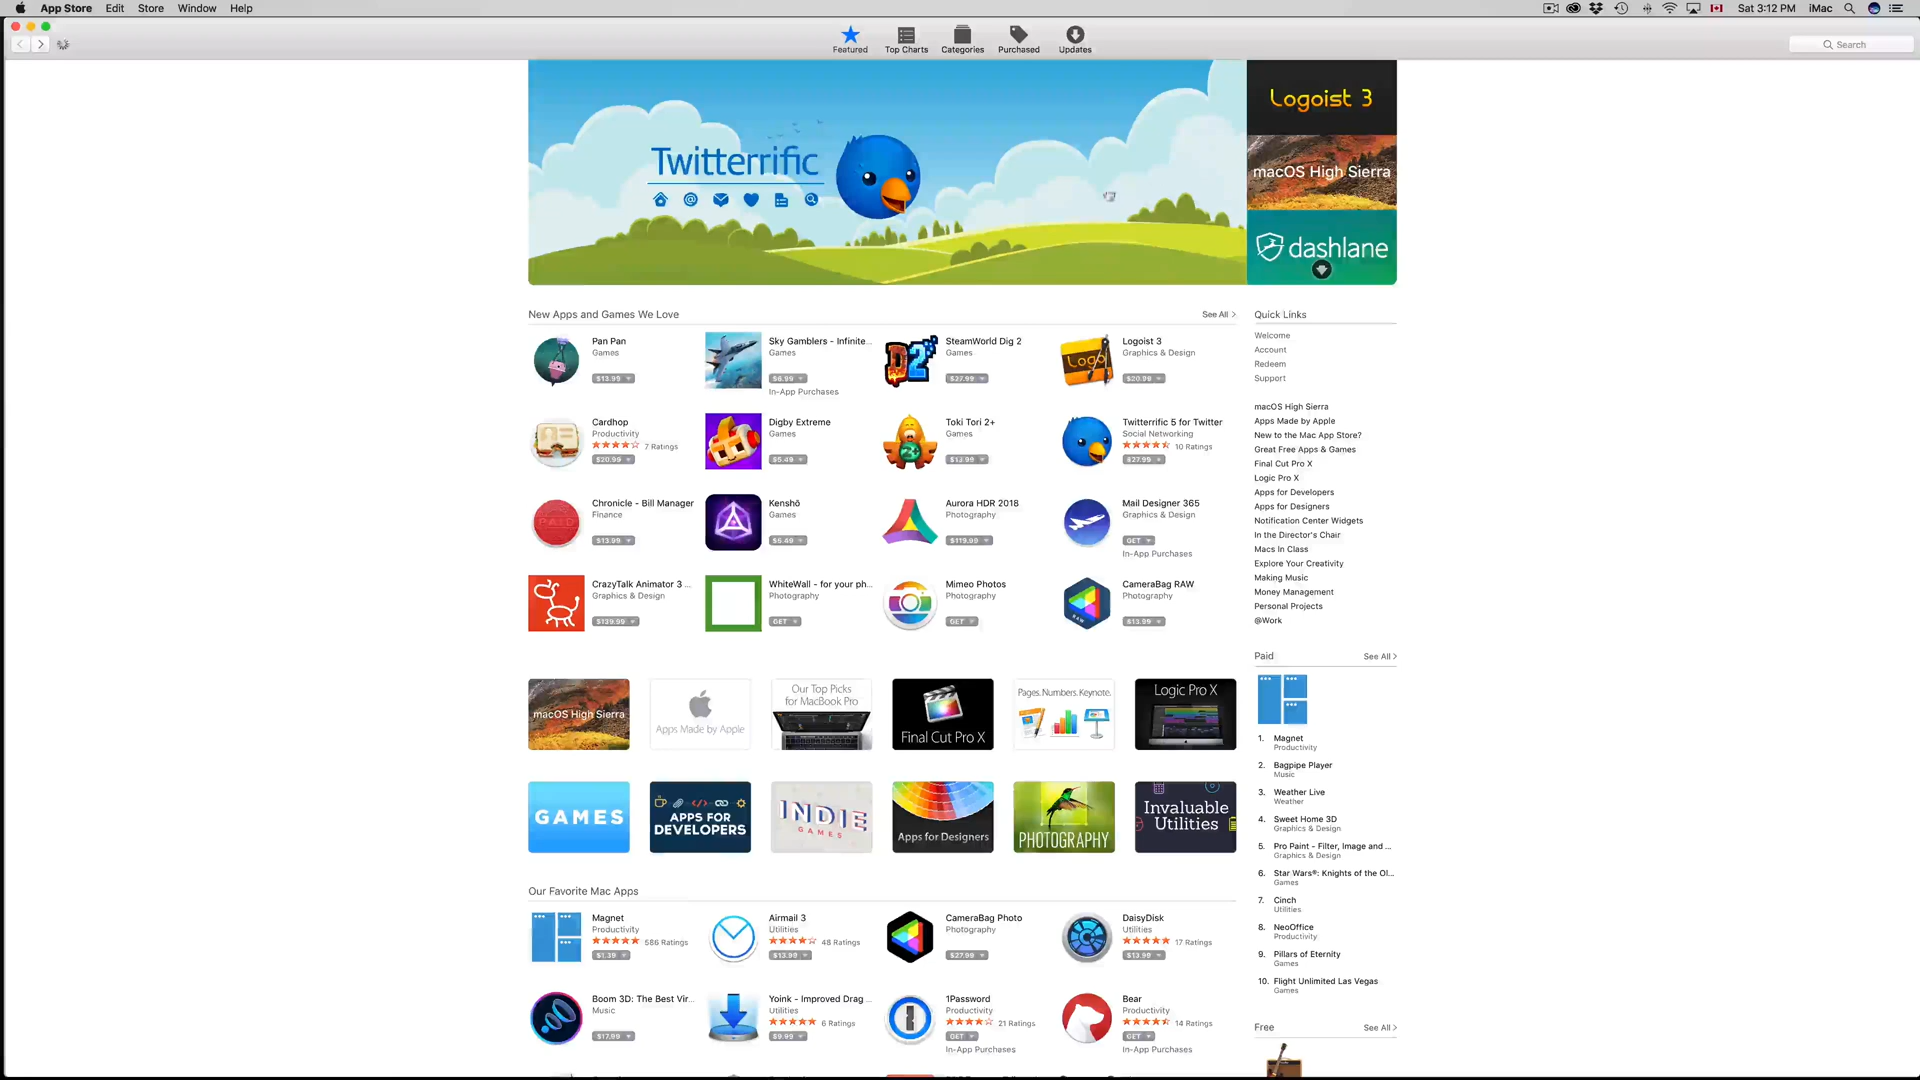 App Store Edit Store Window Help
Sat 3:12 PM iMac
Featured Top Charts Categories Purchased Updates
Search
Twitterrific
Logoist 3
macOS High Sierra
dashlane
New Apps and Games We Love See All >
Pan Pan
Games
$13.99
Sky Gamblers - Infinite...
Games
$6.99
In-App Purchases
SteamWorld Dig 2
Games
$27.99
Logoist 3
Graphics & Design
$20.99
Cardhop
Productivity
7 Ratings
$20.99
Digby Extreme
Games
$5.49
Toki Tori 2+
Games
$13.99
Twitterrific 5 for Twitter
Social Networking
10 Ratings
$27.99
Chronicle - Bill Manager
Finance
$13.99
Kenshō
Games
$5.49
Aurora HDR 2018
Photography
$119.99
Mail Designer 365
Graphics & Design
GET
In-App Purchases
CrazyTalk Animator 3 ...
Graphics & Design
$139.99
WhiteWall - for your ph...
Photography
GET
Mimeo Photos
Photography
GET
CameraBag RAW
Photography
$13.99
macOS High Sierra
Apps Made by Apple
Our Top Picks
for MacBook Pro
Final Cut Pro X
Pages. Numbers. Keynote.
Logic Pro X
GAMES
APPS FOR
DEVELOPERS
INDIE
GAMES
Apps for Designers
PHOTOGRAPHY
Invaluable
Utilities
Our Favorite Mac Apps
Magnet
Productivity
586 Ratings
$1.39
Airmail 3
Utilities
48 Ratings
$13.99
CameraBag Photo
Photography
$27.99
DaisyDisk
Utilities
17 Ratings
$13.99
Boom 3D: The Best Vir...
Music
$17.99
Yoink - Improved Drag ...
Utilities
6 Ratings
$9.99
1Password
Productivity
21 Ratings
GET
In-App Purchases
Bear
Productivity
14 Ratings
GET
In-App Purchases
Quick Links
Welcome
Account
Redeem
Support
macOS High Sierra
Apps Made by Apple
New to the Mac App Store?
Great Free Apps & Games
Final Cut Pro X
Logic Pro X
Apps for Developers
Apps for Designers
Notification Center Widgets
In the Director's Chair
Macs In Class
Explore Your Creativity
Making Music
Money Management
Personal Projects
@Work
Paid See All >
1. Magnet
Productivity
2. Bagpipe Player
Music
3. Weather Live
Weather
4. Sweet Home 3D
Graphics & Design
5. Pro Paint - Filter, Image and ...
Graphics & Design
6. Star Wars®: Knights of the Ol...
Games
7. Cinch
Utilities
8. NeoOffice
Productivity
9. Pillars of Eternity
Games
10. Flight Unlimited Las Vegas
Games
Free See All >